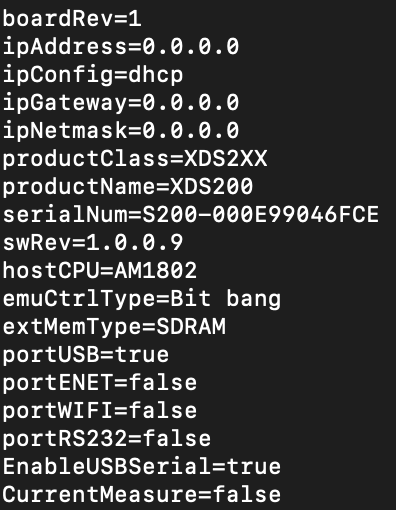 boardRev=1
ipAddress=0.0.0.0
ipConfig=dhcp
ipGateway=0.0.0.0
ipNetmask=0.0.0.0
productClass=XDS2XX
productName=XDS200
serialNum=S200-000E99046FCE
swRev=1.0.0.9
hostCPU=AM1802
emuCtrlType=Bit bang
extMemType=SDRAM
portUSB=true
portENET=false
portWIFI=false
portRS232=false
EnableUSBSerial=true
CurrentMeasure=false